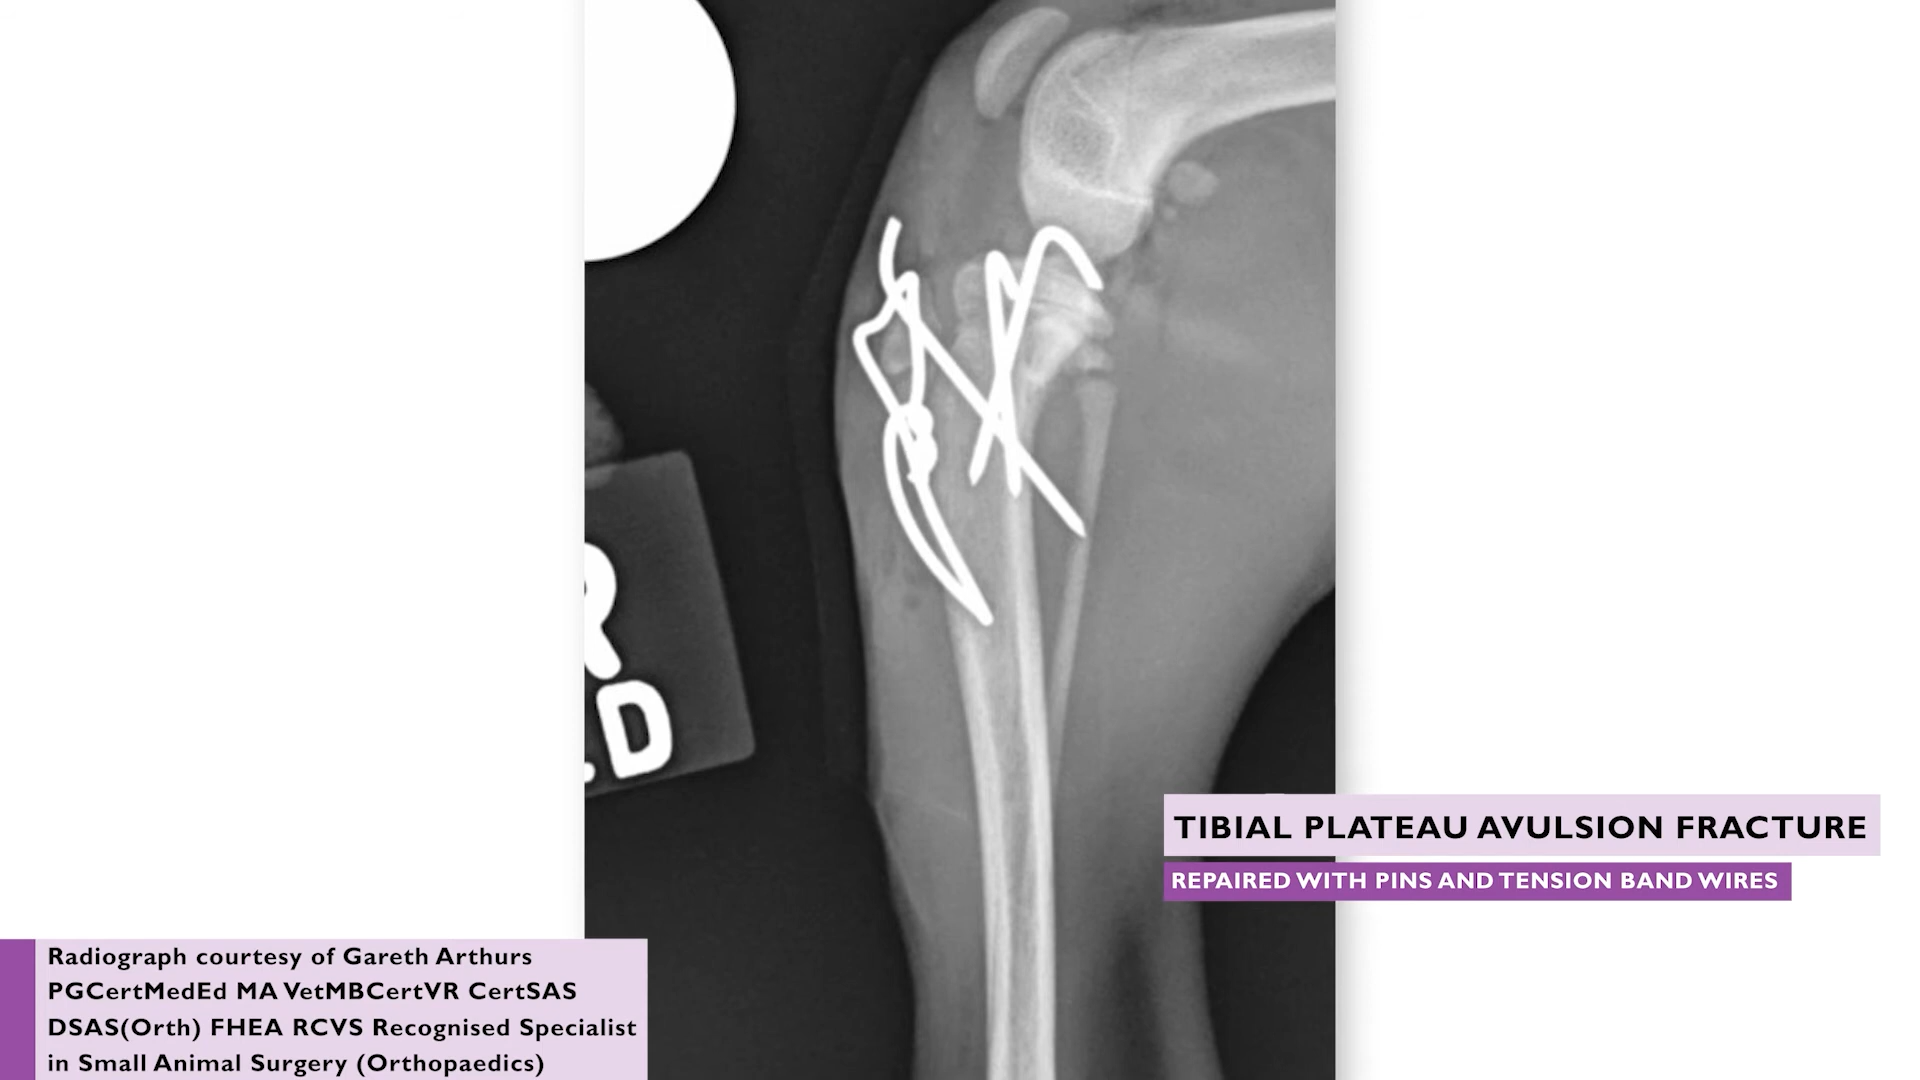 R
D
TIBIAL PLATEAU AVULSION FRACTURE
REPAIRED WITH PINS AND TENSION BAND WIRES
Radiograph courtesy of Gareth Arthurs
PGCertMedEd MA VetMBCertVR CertSAS
DSAS(Orth) FHEA RCVS Recognised Specialist
in Small Animal Surgery (Orthopaedics)